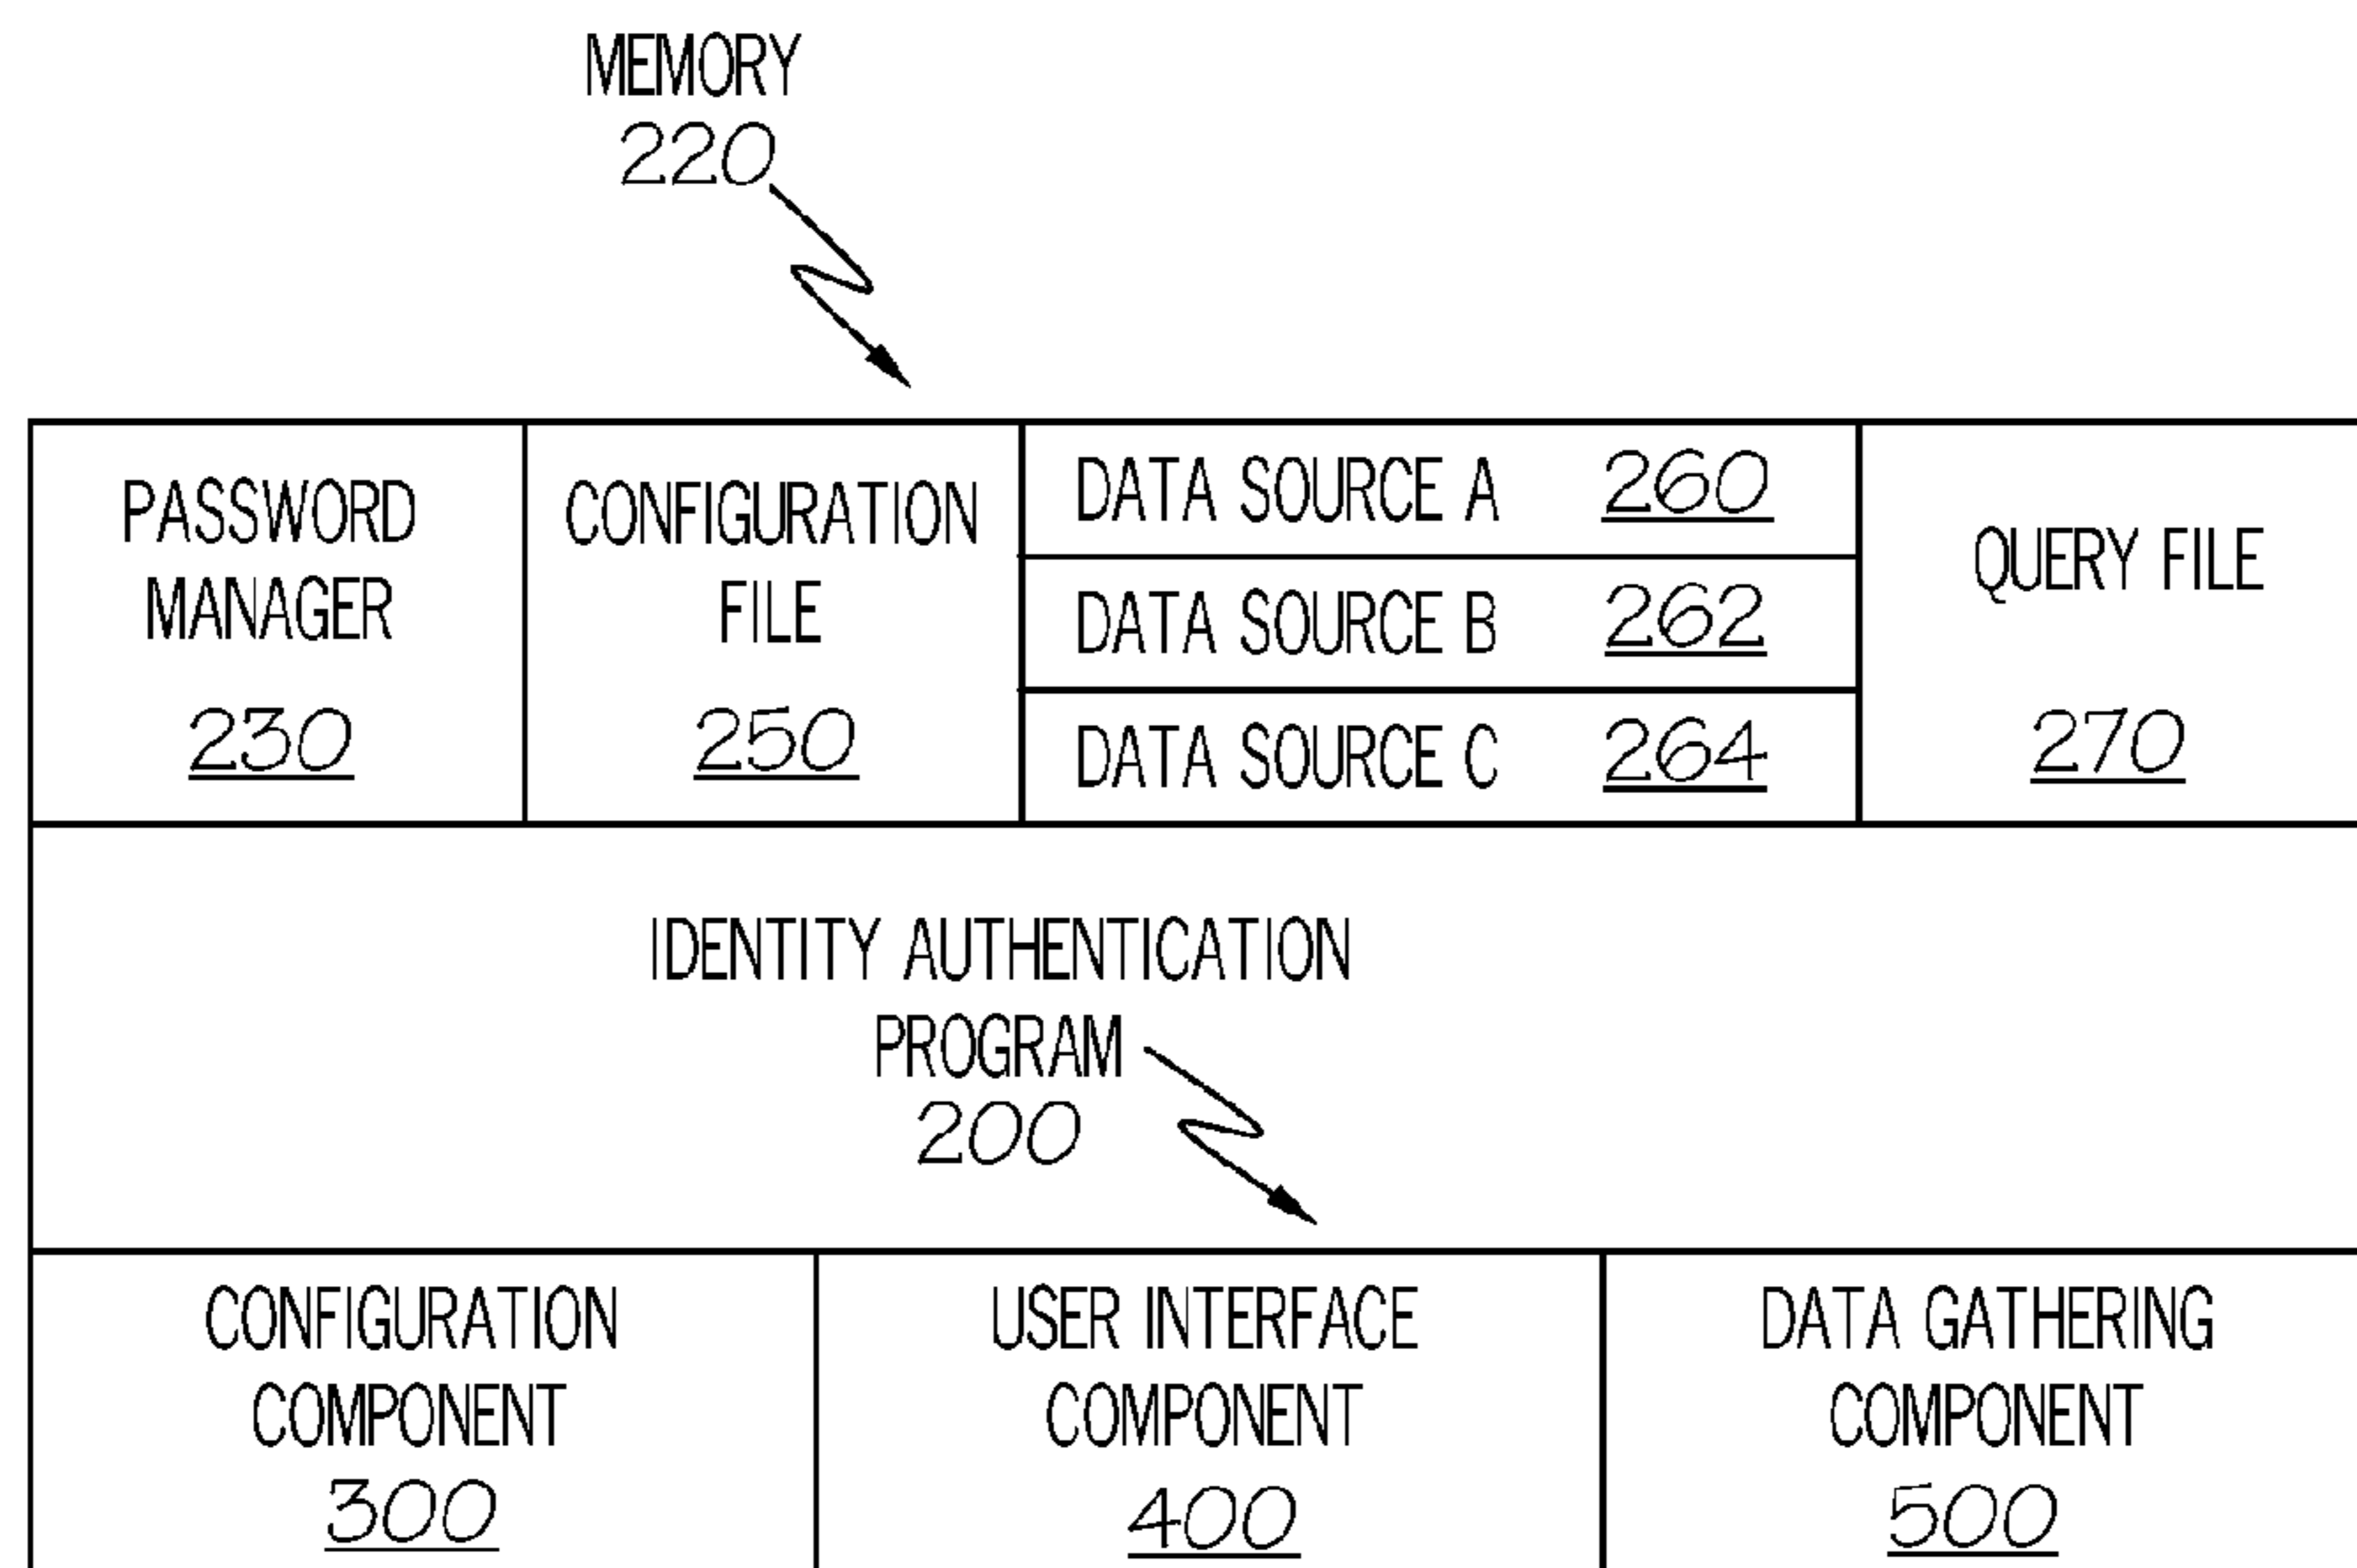 MEMORY
220
PASSWORD
MANAGER
230
CONFIGURATION
FILE
250
DATA SOURCE A 260
DATA SOURCE B 262
DATA SOURCE C 264
QUERY FILE
270
IDENTITY AUTHENTICATION
PROGRAM
200
CONFIGURATION
COMPONENT
300
USER INTERFACE
COMPONENT
400
DATA GATHERING
COMPONENT
500